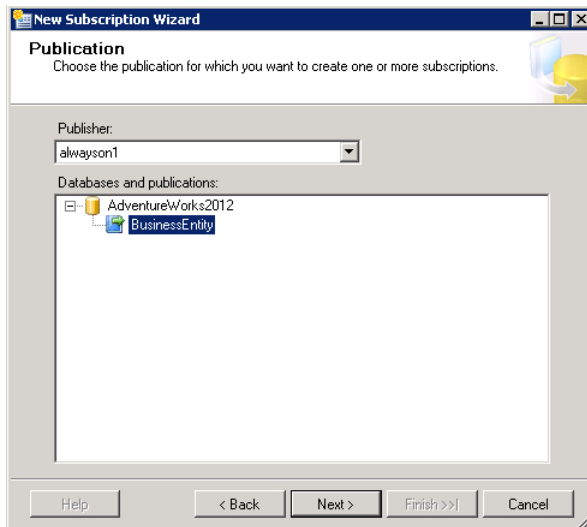 New Subscription Wizard
Publication
Choose the publication for which you want to create one or more subscriptions.
Publisher:
alwayson1
Databases and publications:
AdventureWorks2012
BusinessEntity
Help
< Back
Next >
Finish >>|
Cancel